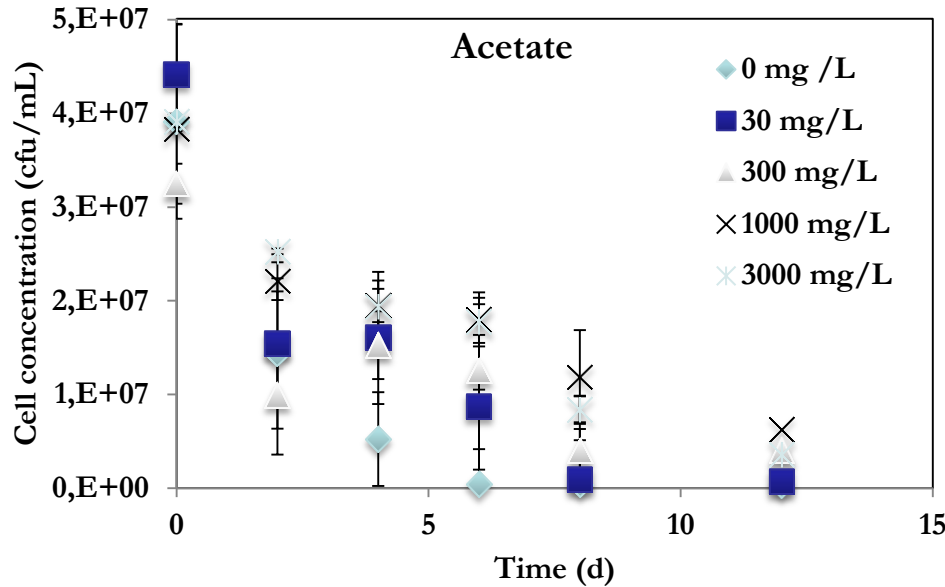 Acetate
5,E+07
4,E+07
3,E+07
2,E+07
1,E+07
0,E+00
Cell concentration (cfu/mL)
0 mg /L
30 mg/L
300 mg/L
1000 mg/L
3000 mg/L
0
5
10
15
Time (d)